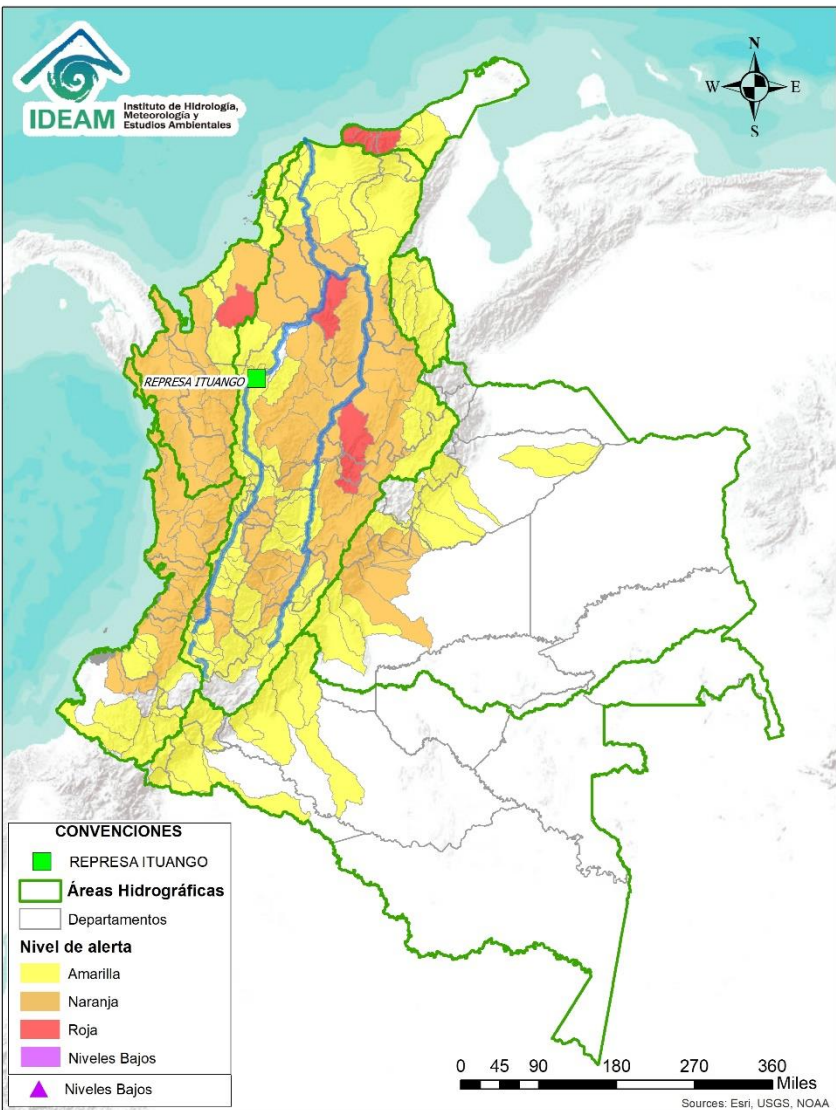 IDEAM
Instituto de Hidrología,
Meteorología y
Estudios Ambientales
N
W
E
S
REPRESA ITUANGO
CONVENCIONES
REPRESA ITUANGO
Áreas Hidrográficas
Departamentos
Nivel de alerta
Amarilla
Naranja
Roja
Niveles Bajos
Niveles Bajos
0 45 90 180 270 360
Miles
Sources: Esri, USGS, NOAA